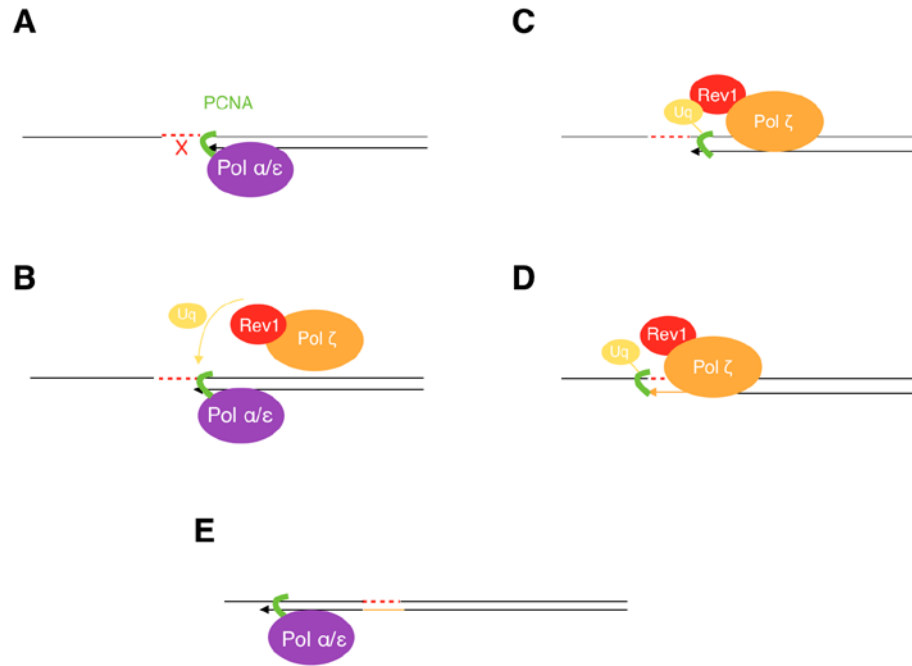 A
PCNA
X
Pol α/ε
B
Uq
Rev1
Pol ζ
Pol α/ε
C
Rev1
Uq
Pol ζ
D
Rev1
Uq
Pol ζ
E
Pol α/ε